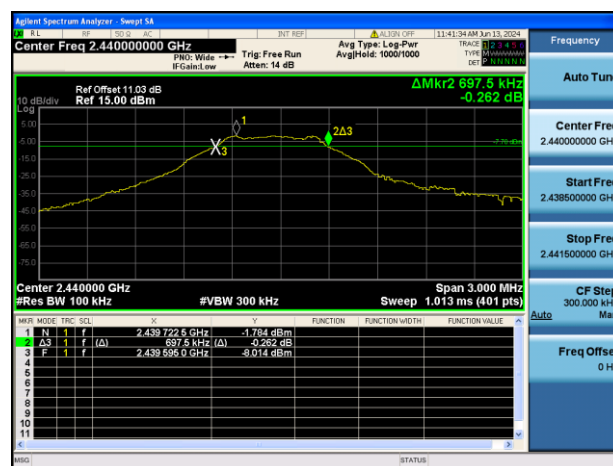 Agilent Spectrum Analyzer - Swept SA
RL RF 50 Ω AC INT REF ALIGN OFF 11:41:34 AM Jun 13, 2024
Center Freq 2.440000000 GHz
PNO: Wide Trig: Free Run
IFGain:Low Atten: 14 dB
Avg Type: Log-Pwr
Avg|Hold: 1000/1000
TRACE 1 2 3 4 5 6
TYPE M W W W W W
DET P N N N N N
Frequency
Ref Offset 11.03 dB
10 dB/div Ref 15.00 dBm
Log
ΔMkr2 697.5 kHz
-0.262 dB
5.00
-5.00
-15.0
-25.0
-35.0
-45.0
-55.0
-65.0
-75.0
1
2Δ3
3
Center 2.440000 GHz
#Res BW 100 kHz
#VBW 300 kHz
Span 3.000 MHz
Sweep 1.013 ms (401 pts)
MKR MODE TRC SCL X Y FUNCTION FUNCTION WIDTH FUNCTION VALUE
1 N 1 f 2.439 722 5 GHz -1.784 dBm
2 Δ3 1 f (Δ) 697.5 kHz (Δ) -0.262 dB
3 F 1 f 2.439 595 0 GHz -8.014 dBm
4
5
6
7
8
9
10
11
MSG STATUS
Auto Tun
Center Fre
2.440000000 GH
Start Fre
2.438500000 GH
Stop Fre
2.441500000 GH
CF Step
300.000 kH
Auto Ma
Freq Offse
0 H